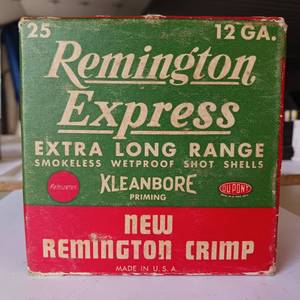 25 12 GA.
Remington
Express
EXTRA LONG RANGE
SMOKELESS WETPROOF SHOT SHELLS
Remington KLEANBORE DU PONT
PRIMING
NEW
REMINGTON CRIMP
MADE IN U.S.A.